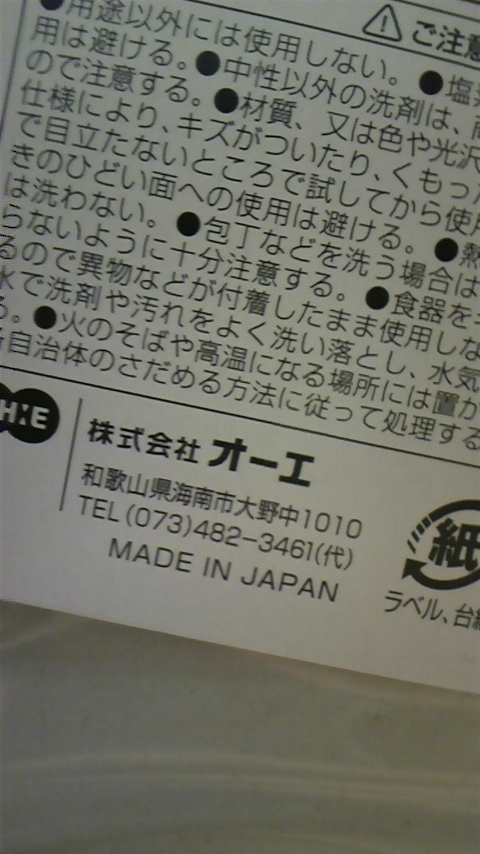 ご注意
●用途以外には使用しない。●塩素
用は避ける。●中性以外の洗剤は、
ので注意する。●材質、又は色や光沢
仕様により、キズがついたり、くもった
で目立たないところで試してから使用
きのひどい面への使用は避ける。●熱
は洗わない。●包丁などを洗う場合は
らないように十分注意する。●食器を
るので異物などが付着したまま使用しな
水で洗剤や汚れをよく洗い落とし、水気
る。●火のそばや高温になる場所には置か
自治体のさだめる方法に従って処理する
株式会社 オーエ
和歌山県海南市大野中1010
TEL(073)482-3461(代)
MADE IN JAPAN
紙
ラベル、台紙